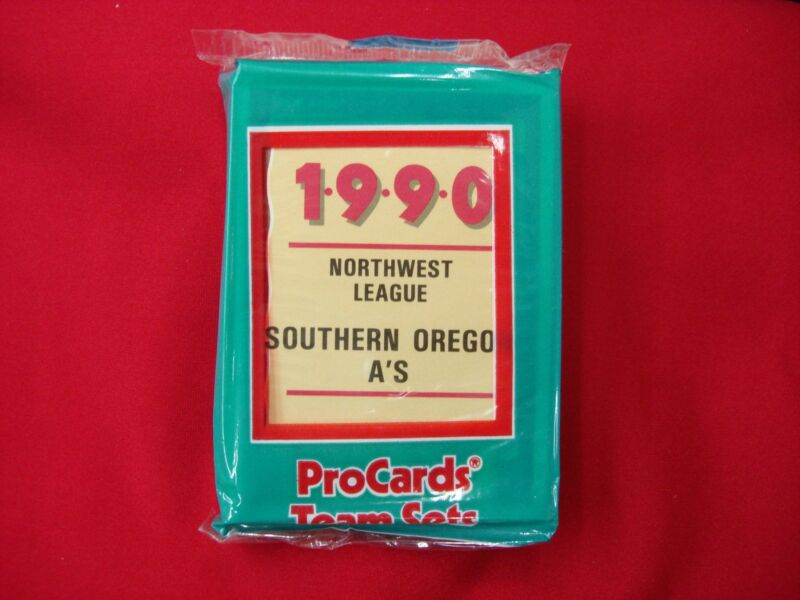 1·9·9·0
NORTHWEST
LEAGUE
SOUTHERN OREGO
A'S
ProCards®
Team Sets